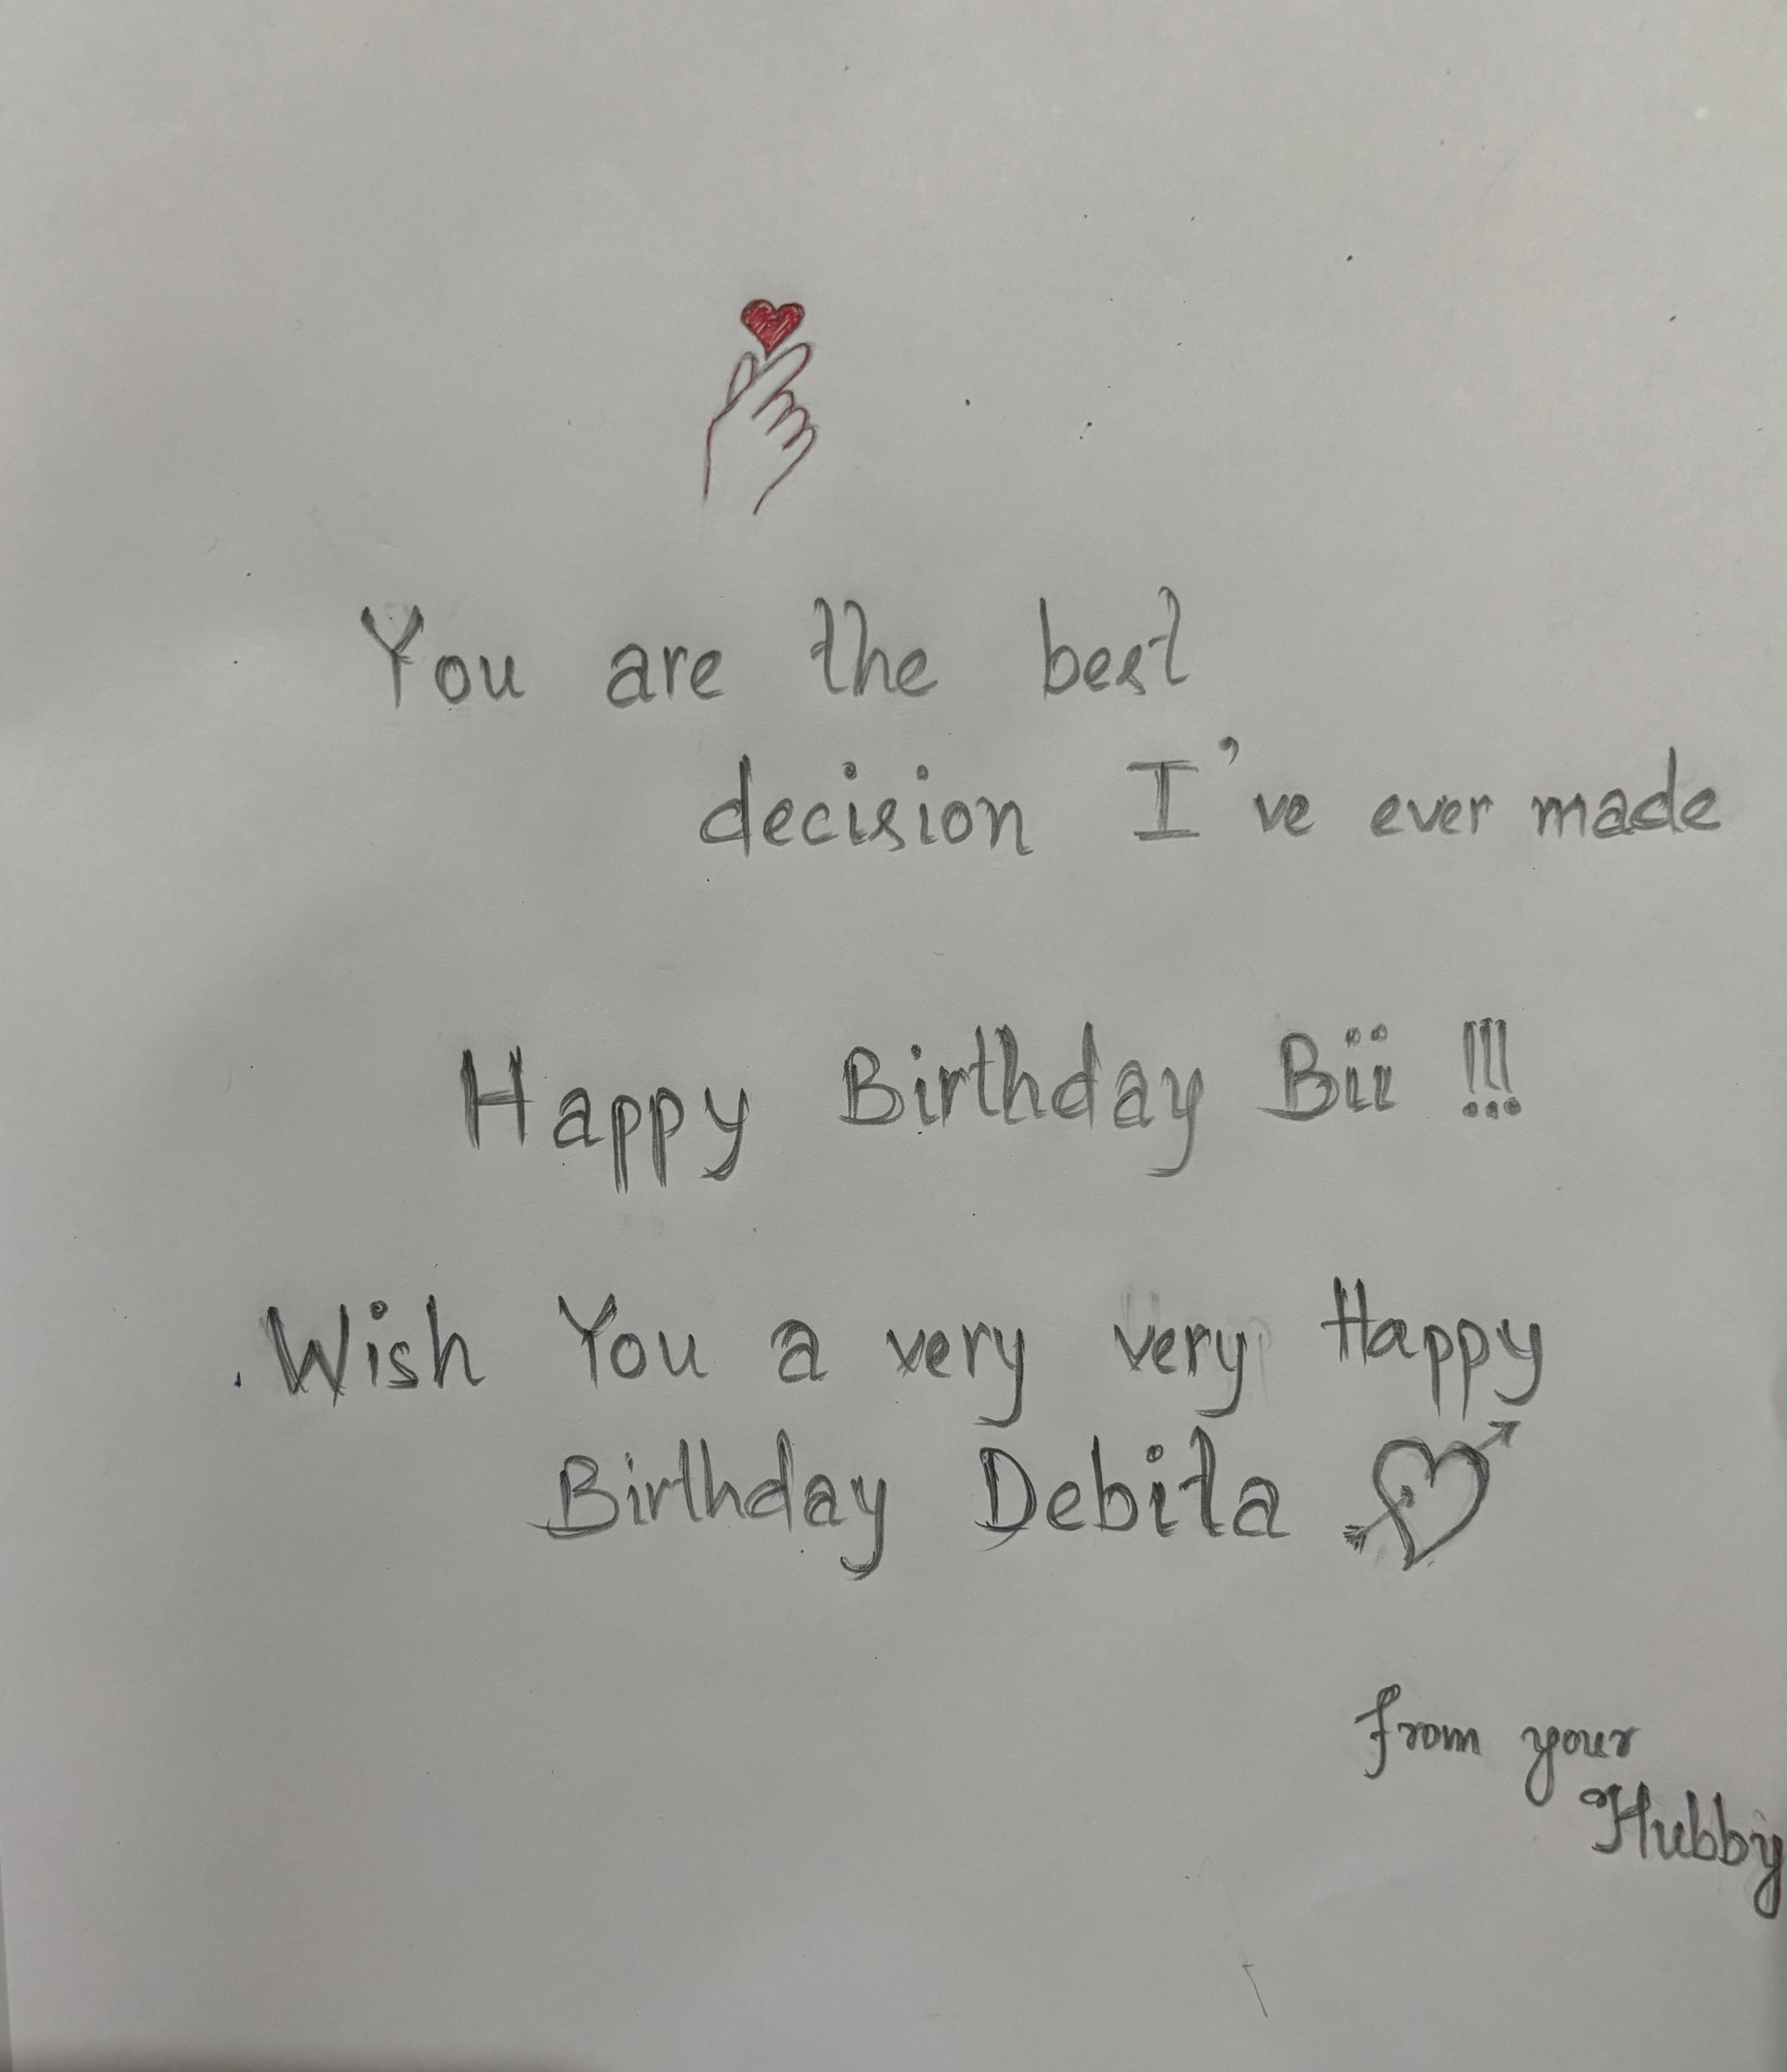 You are the best
decision I've ever made
Happy Birthday Bii !!!
Wish You a very very Happy
Birthday Debita
from your
Hubby